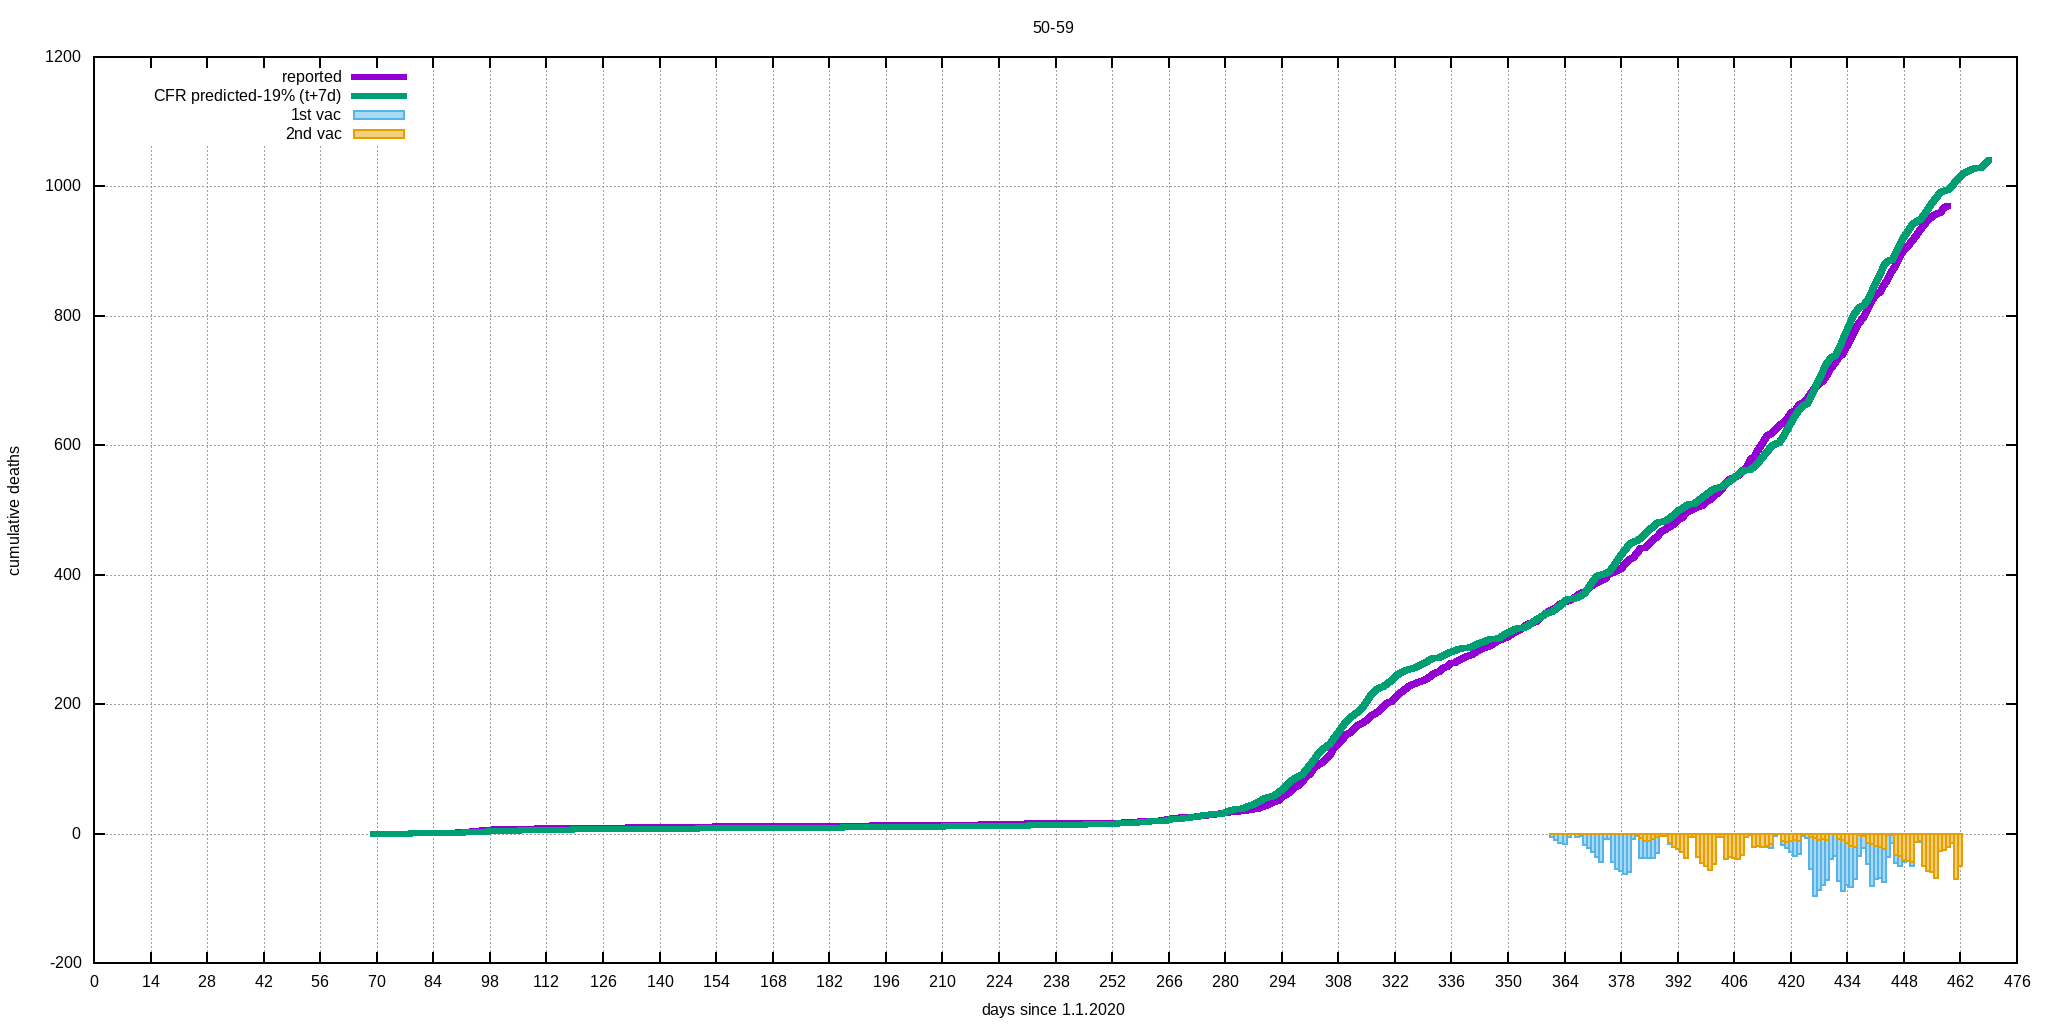 50-59
reported
CFR predicted-19% (t+7d)
1st vac
2nd vac
1200
1000
800
600
400
200
0
-200
cumulative deaths
0 14 28 42 56 70 84 98 112 126 140 154 168 182 196 210 224 238 252 266 280 294 308 322 336 350 364 378 392 406 420 434 448 462 476
days since 1.1.2020